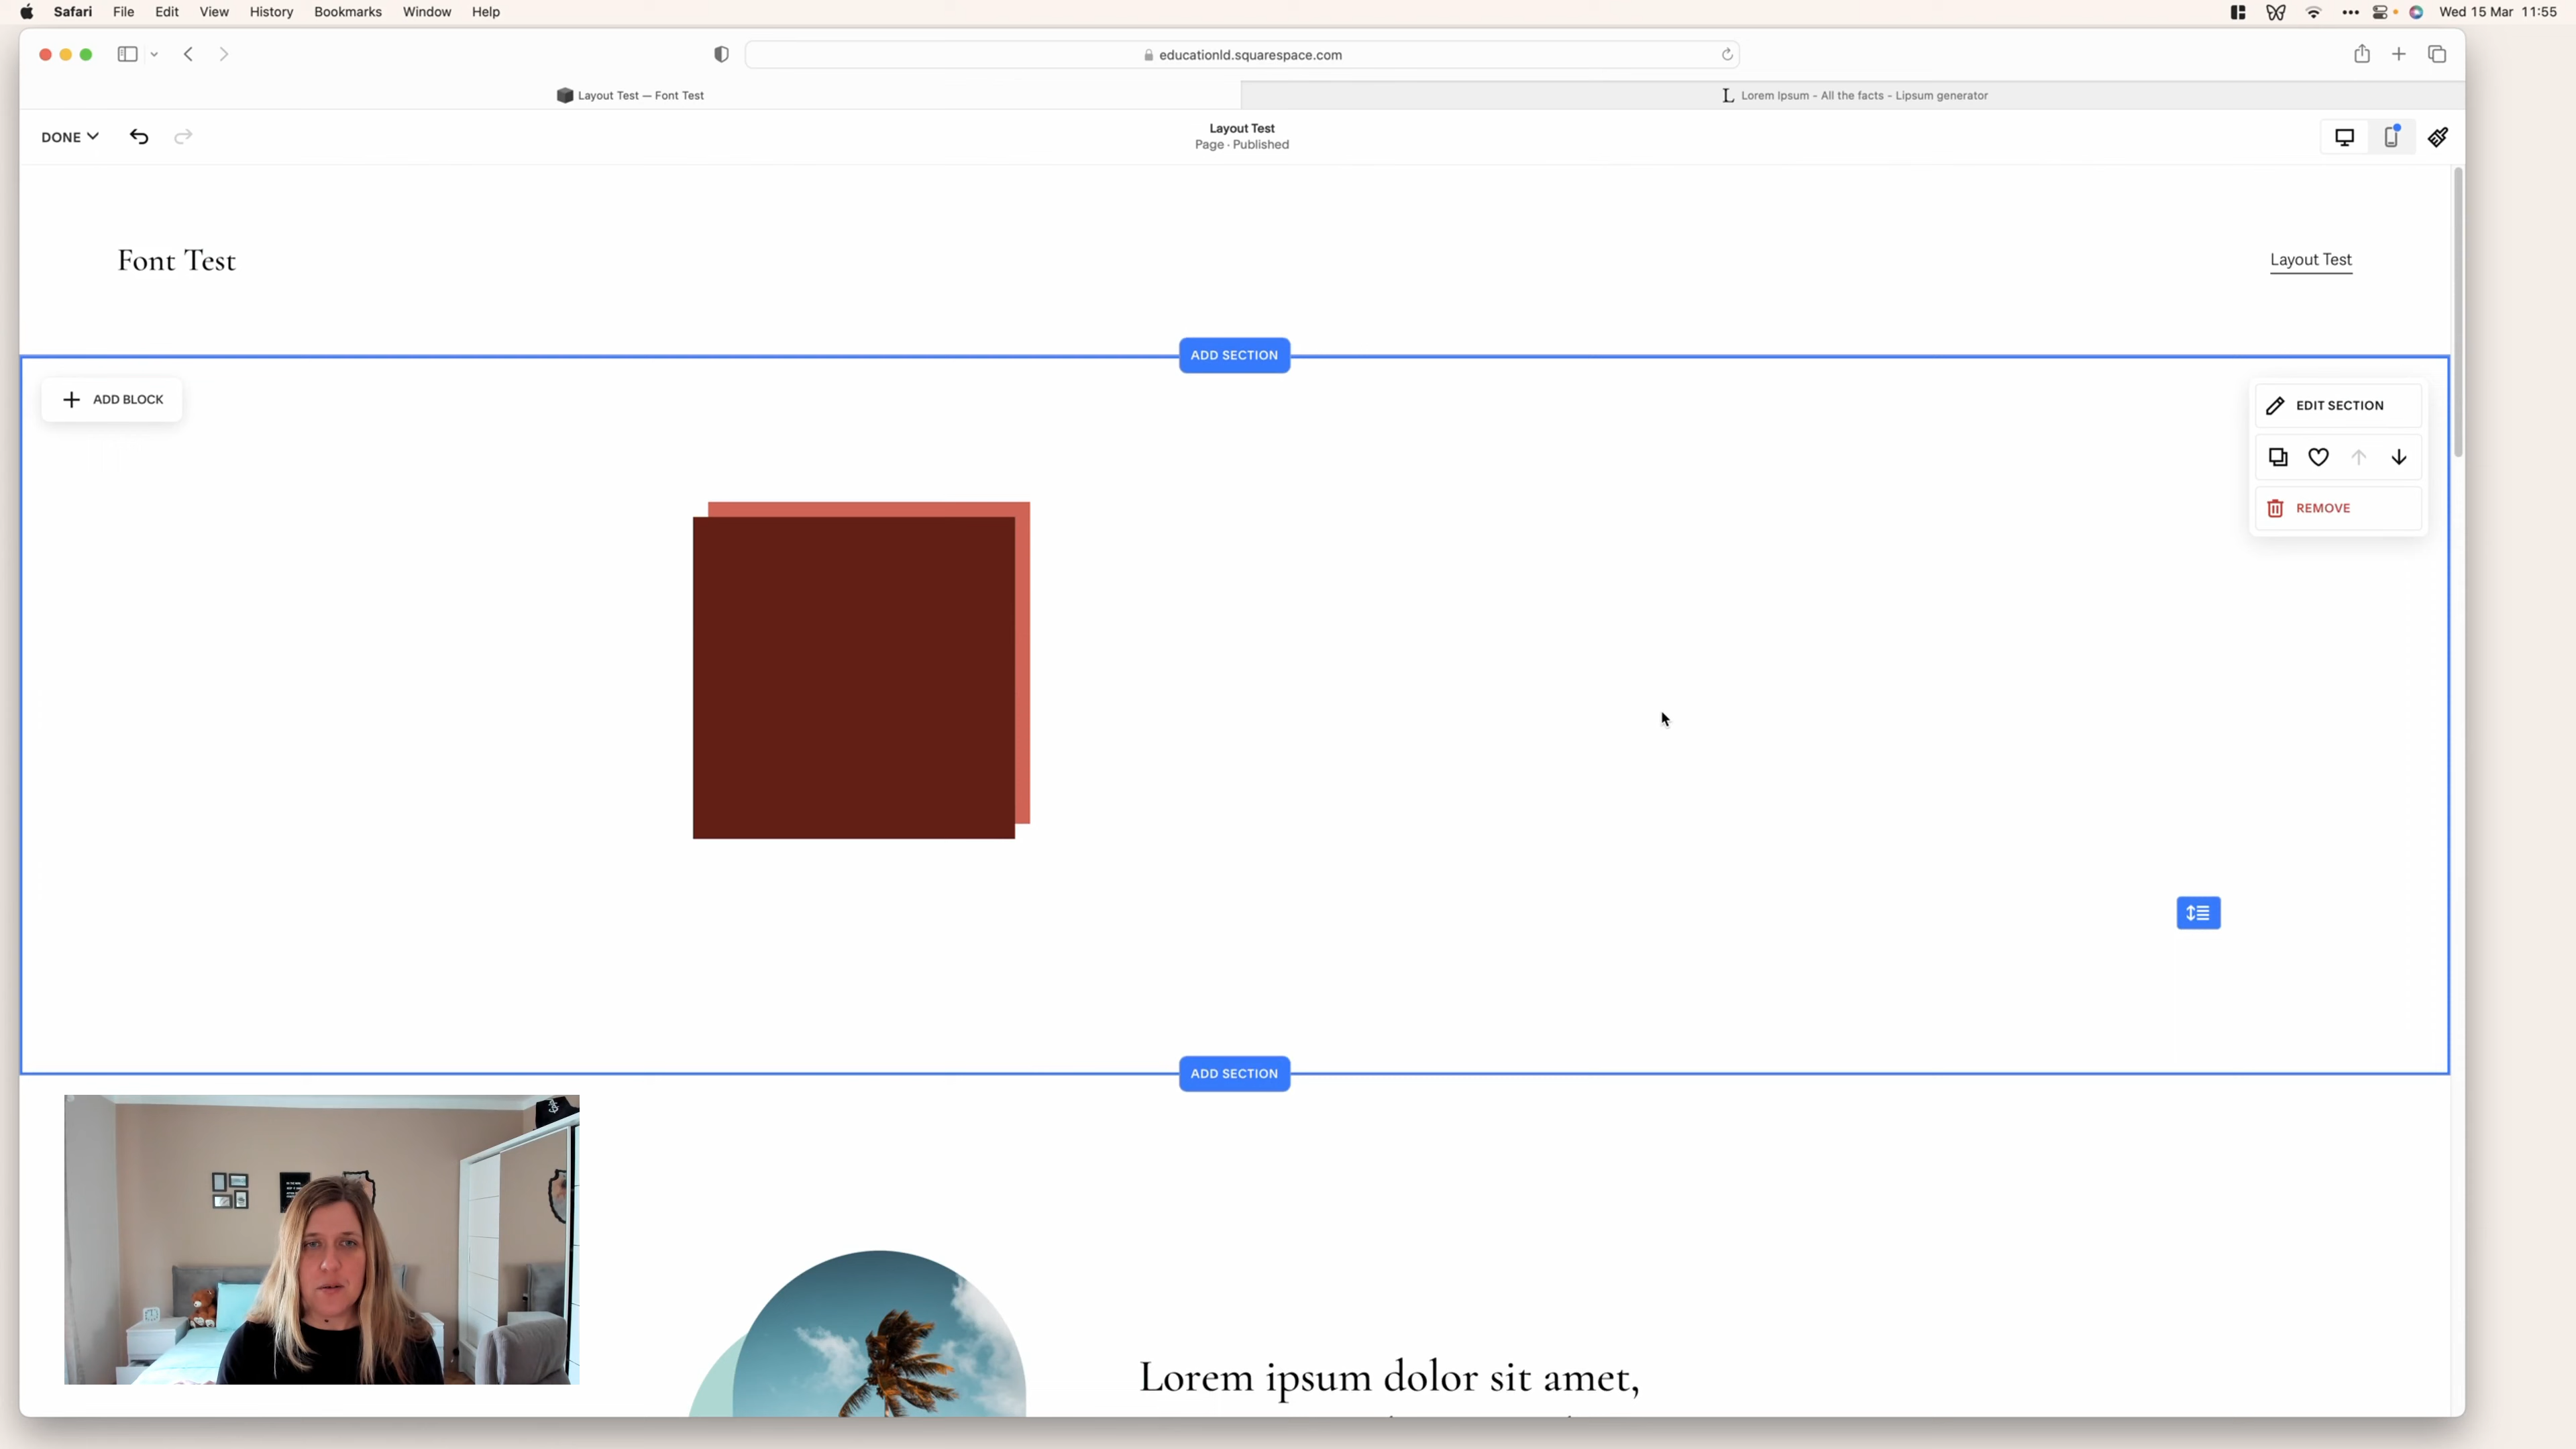 Safari File Edit View History Bookmarks Window Help Wed 15 Mar 11:55
educationld.squarespace.com
Layout Test — Font Test L Lorem Ipsum - All the facts - Lipsum generator
DONE
Layout Test
Page · Published
Font Test
Layout Test
ADD SECTION
ADD BLOCK
EDIT SECTION
REMOVE
ADD SECTION
Lorem ipsum dolor sit amet,